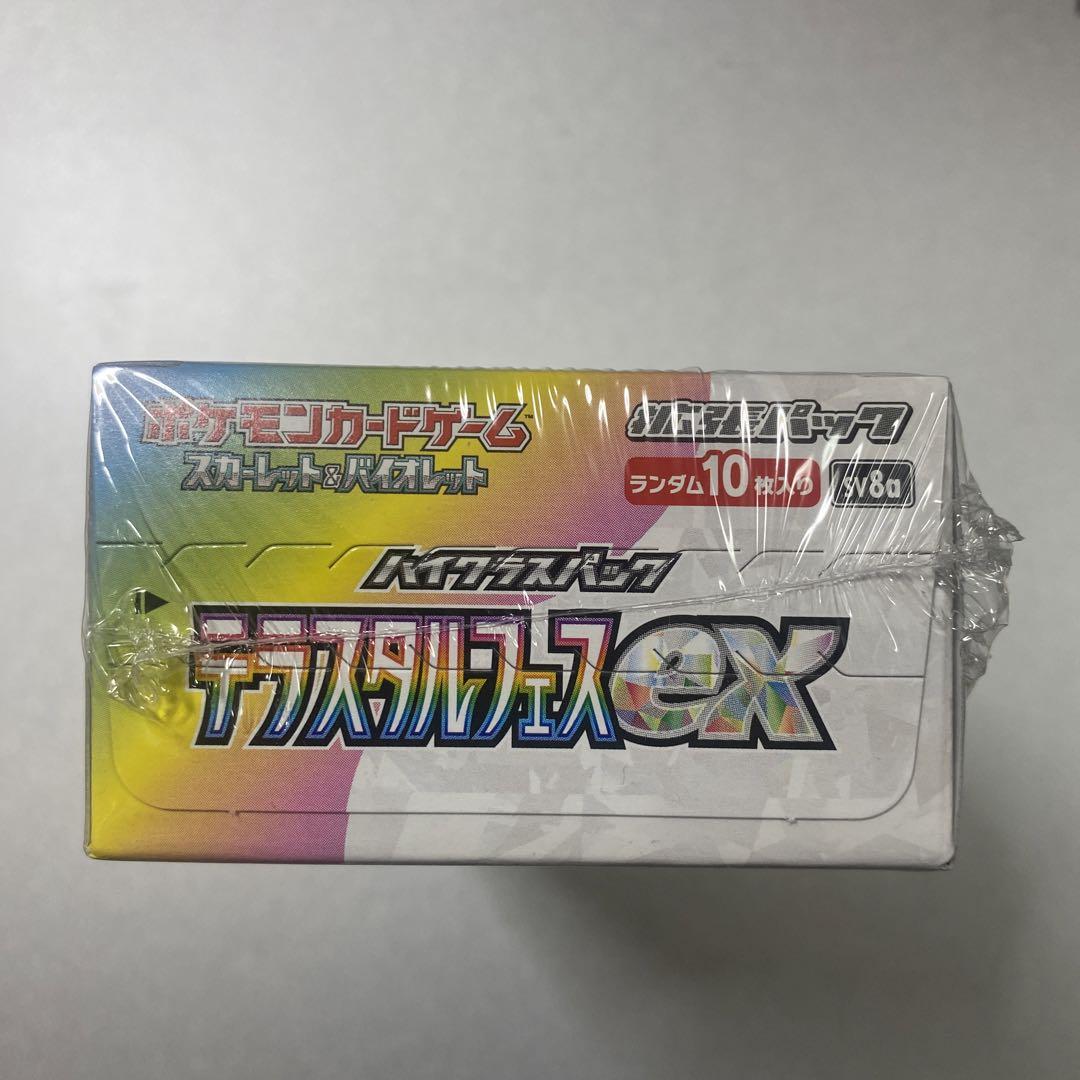 ポケモンカードゲーム™
スカーレット&バイオレット
拡張パック
ランダム10枚入り
SV8a
ハイクラスパック
テラスタルフェスex